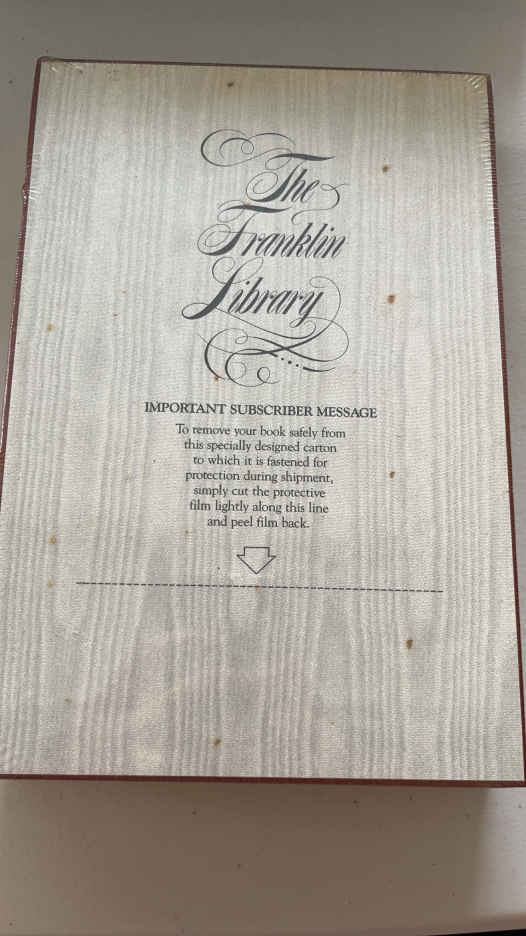 The
Franklin
Library
IMPORTANT SUBSCRIBER MESSAGE
To remove your book safely from
this specially designed carton
to which it is fastened for
protection during shipment,
simply cut the protective
film lightly along this line
and peel film back.